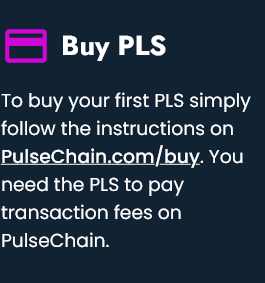 Buy PLS
To buy your first PLS simply
follow the instructions on
PulseChain.com/buy. You
need the PLS to pay
transaction fees on
PulseChain.